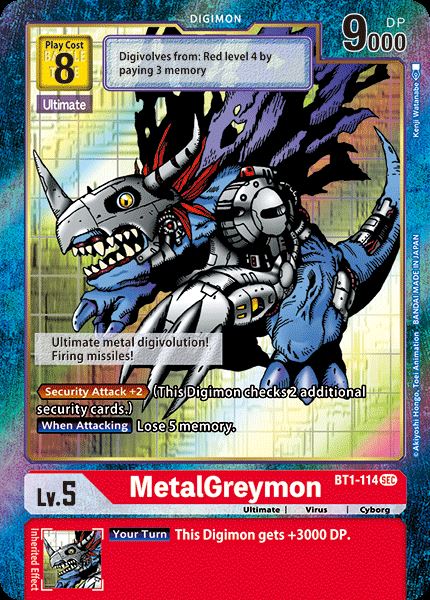 DIGIMON
Play Cost
8
DP
9000
Digivolves from: Red level 4 by
paying 3 memory
Ultimate
Kenji Watanabe
Ultimate metal digivolution!
Firing missiles!
Security Attack +2 (This Digimon checks 2 additional
security cards.)
When Attacking Lose 5 memory.
©Akiyoshi Hongo, Toei Animation BANDAI MADE IN JAPAN
Lv.5
MetalGreymon
BT1-114 SEC
Ultimate | Virus | Cyborg
Inherited Effect
Your Turn This Digimon gets +3000 DP.